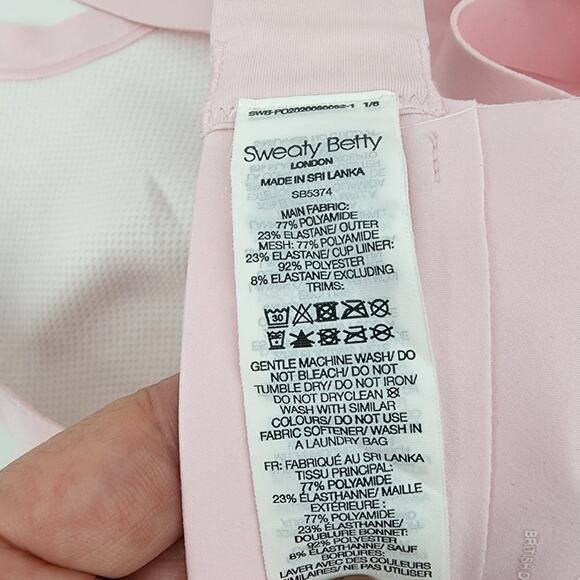 SWB-PO2020090092-1 1/6
Sweaty Betty
LONDON
MADE IN SRI LANKA
SB5374
MAIN FABRIC:
77% POLYAMIDE
23% ELASTANE/ OUTER
MESH: 77% POLYAMIDE
23% ELASTANE/ CUP LINER:
92% POLYESTER
8% ELASTANE/ EXCLUDING
TRIMS:
30
GENTLE MACHINE WASH/ DO
NOT BLEACH/ DO NOT
TUMBLE DRY/ DO NOT IRON/
DO NOT DRYCLEAN
WASH WITH SIMILAR
COLOURS/ DO NOT USE
FABRIC SOFTENER/ WASH IN
A LAUNDRY BAG
FR: FABRIQUÉ AU SRI LANKA
TISSU PRINCIPAL:
77% POLYAMIDE
23% ÉLASTHANNE/ MAILLE
EXTÉRIEURE :
77% POLYAMIDE
23% ÉLASTHANNE/
DOUBLURE BONNET:
92% POLYESTER
8% ÉLASTHANNE/ SAUF
BORDURES:
LAVER AVEC DES COULEURS
SIMILAIRES/ NE PAS UTILISER
BRITISH